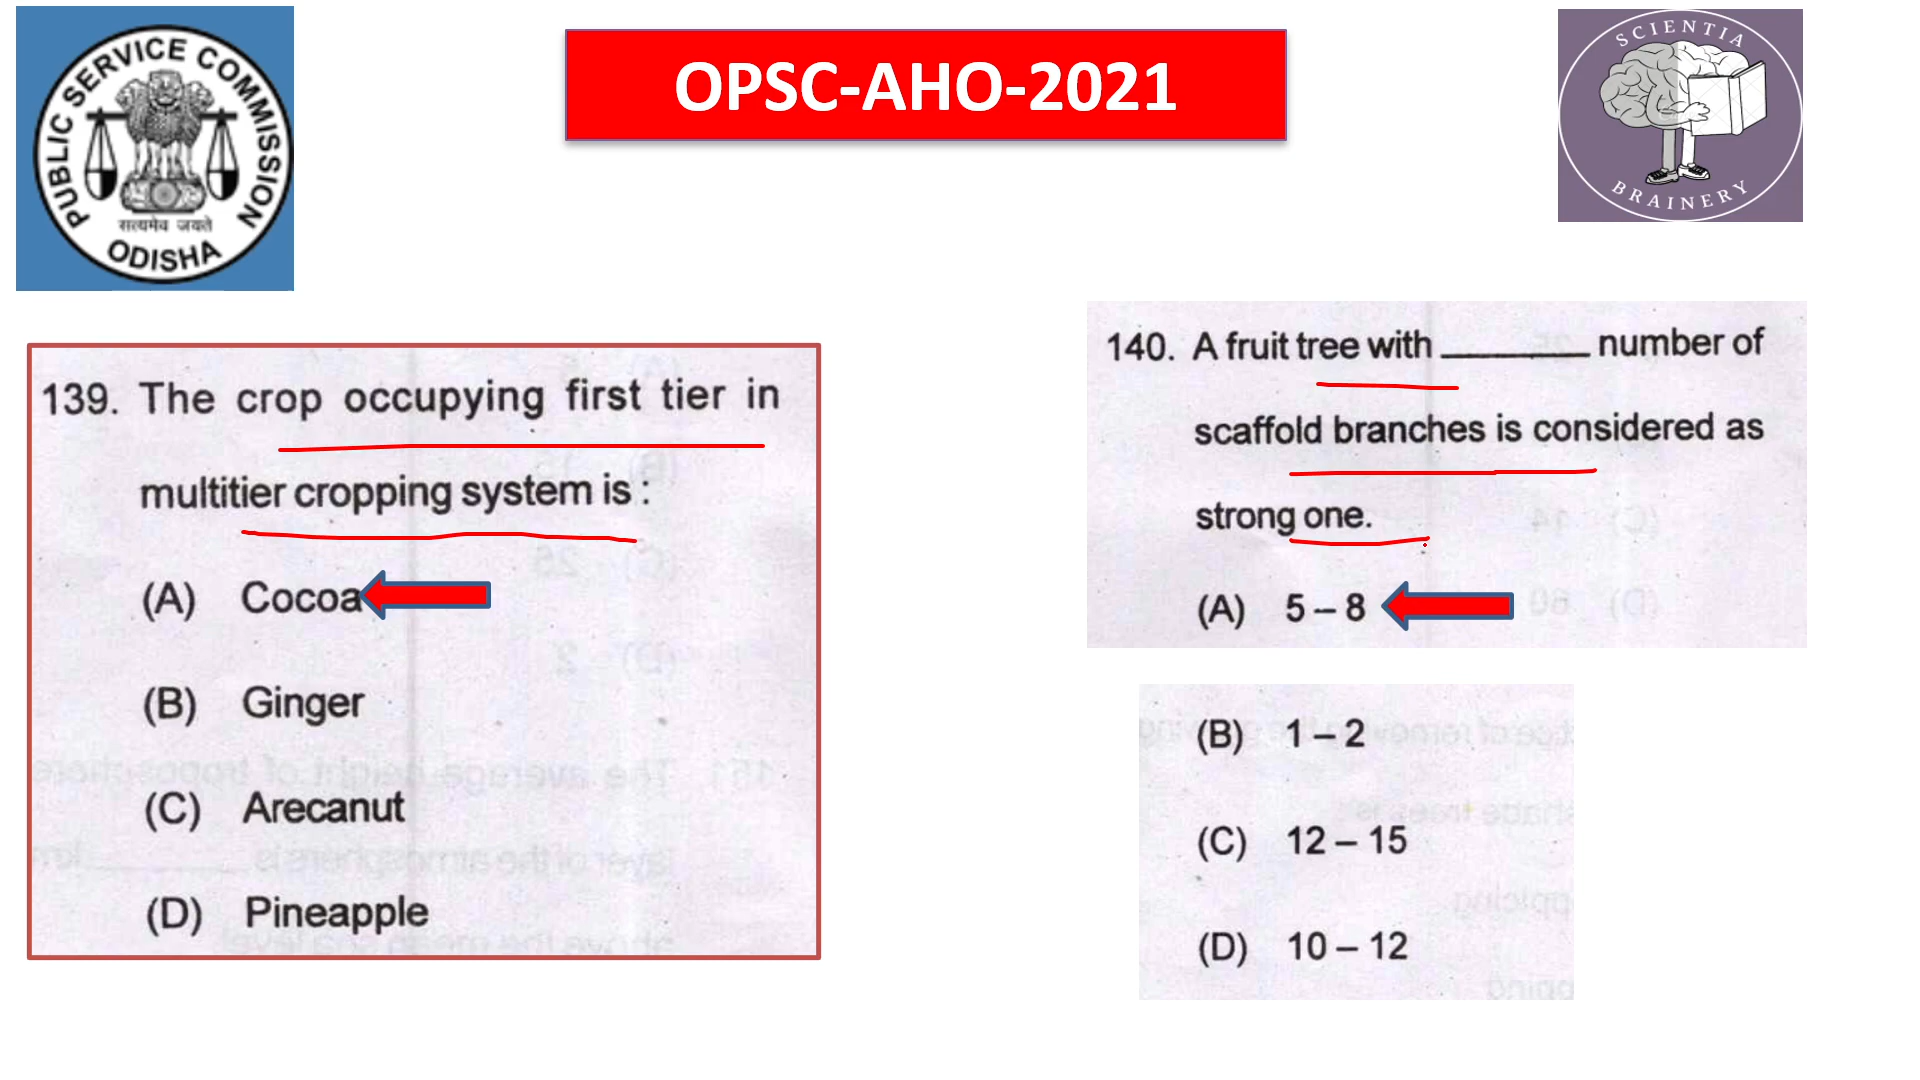 PUBLIC SERVICE COMMISSION
सत्यमेव जयते
ODISHA
OPSC-AHO-2021
SCIENTIA
BRAINERY
139. The crop occupying first tier in
multitier cropping system is :
(A) Cocoa
(B) Ginger
(C) Arecanut
(D) Pineapple
140. A fruit tree with ________ number of
scaffold branches is considered as
strong one.
(A) 5 – 8
(B) 1 – 2
(C) 12 – 15
(D) 10 – 12